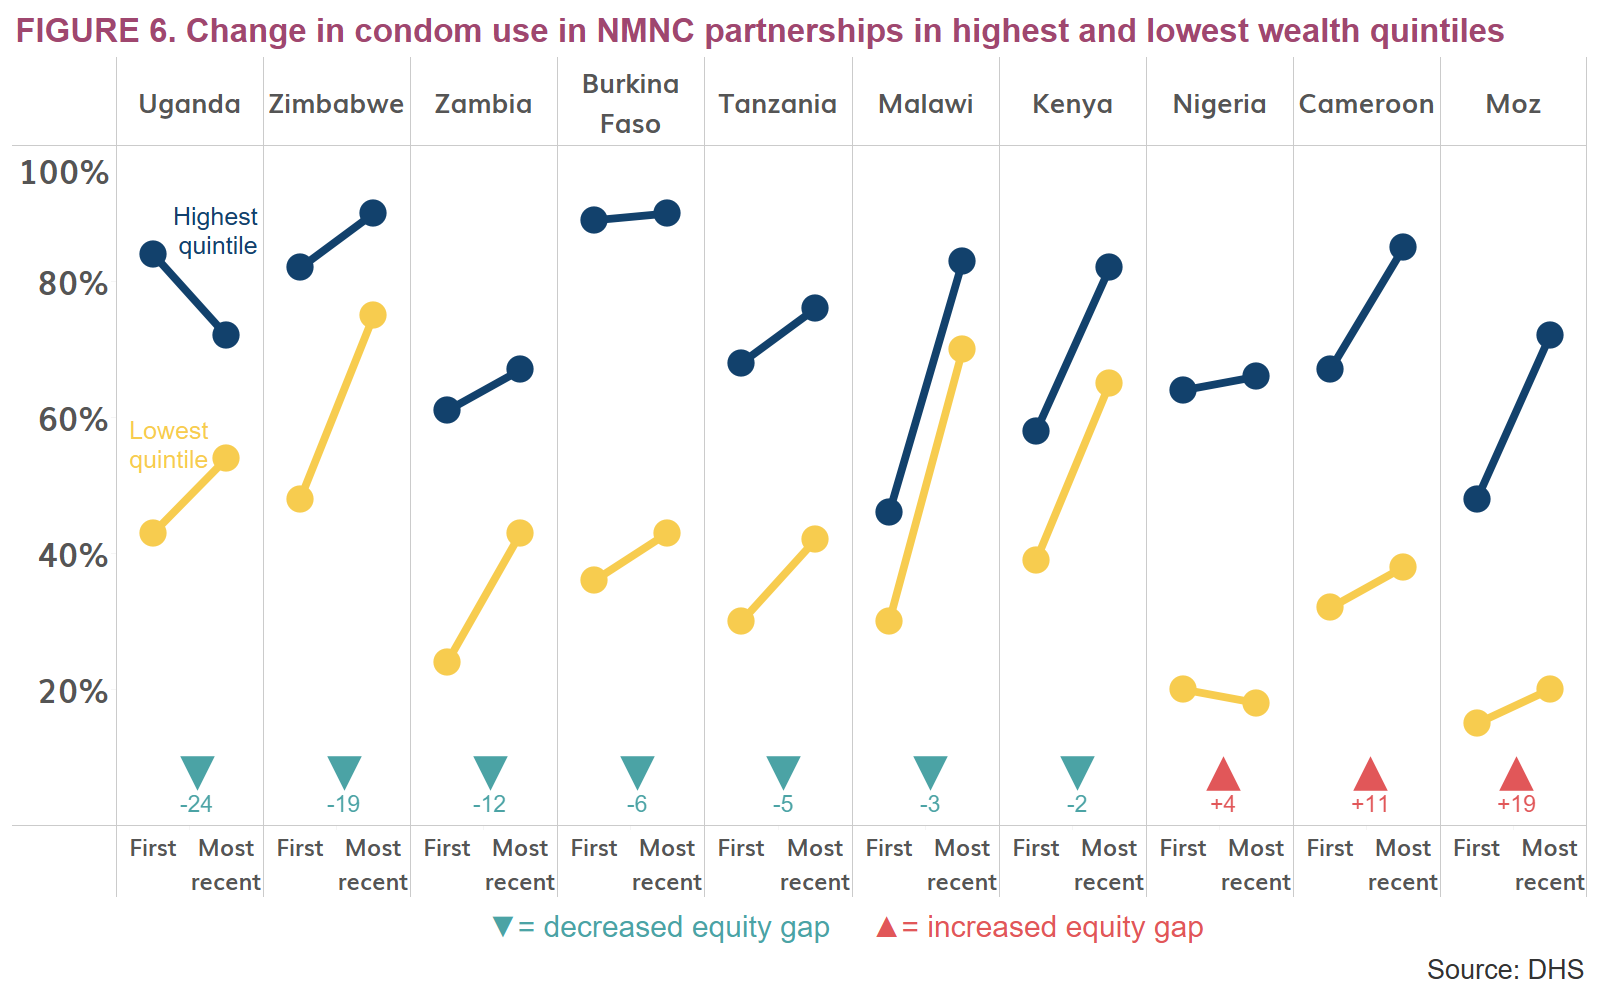 FIGURE 6. Change in condom use in NMNC partnerships in highest and lowest wealth quintiles
Uganda Zimbabwe Zambia Burkina Faso Tanzania Malawi Kenya Nigeria Cameroon Moz
100%
Highest
quintile
80%
60%
Lowest
quintile
40%
20%
-24 -19 -12 -6 -5 -3 -2 +4 +11 +19
First Most recent First Most recent First Most recent First Most recent First Most recent First Most recent First Most recent First Most recent First Most recent First Most recent
▼= decreased equity gap ▲= increased equity gap
Source: DHS